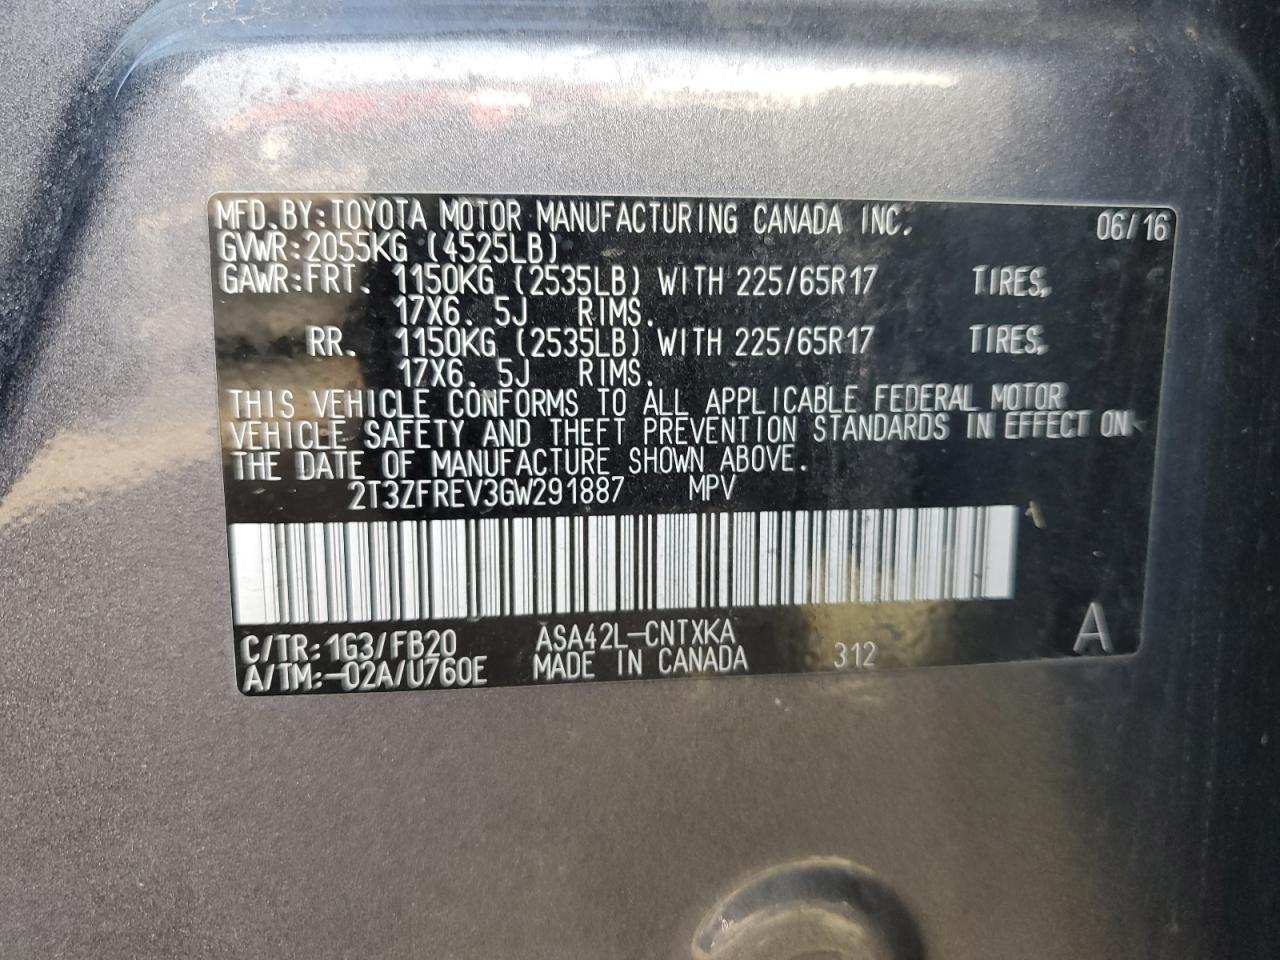 MFD.BY:TOYOTA MOTOR MANUFACTURING CANADA INC. 06/16
GVWR:2055KG (4525LB)
GAWR:FRT. 1150KG (2535LB) WITH 225/65R17 TIRES,
17X6. 5J RIMS.
RR. 1150KG (2535LB) WITH 225/65R17 TIRES,
17X6. 5J RIMS.
THIS VEHICLE CONFORMS TO ALL APPLICABLE FEDERAL MOTOR
VEHICLE SAFETY AND THEFT PREVENTION STANDARDS IN EFFECT ON
THE DATE OF MANUFACTURE SHOWN ABOVE.
2T3ZFREV3GW291887 MPV
C/TR:1G3/FB20 ASA42L-CNTXKA
A/TM:-02A/U760E MADE IN CANADA 312 A